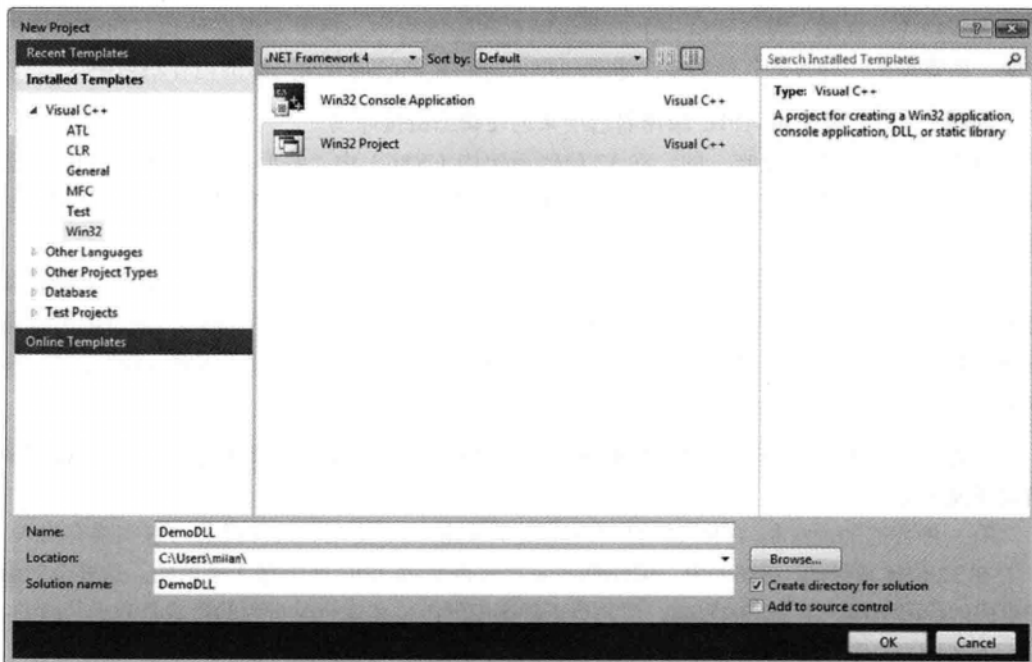 New Project
Recent Templates
Installed Templates
Visual C++
ATL
CLR
General
MFC
Test
Win32
Other Languages
Other Project Types
Database
Test Projects
Online Templates
.NET Framework 4
Sort by: Default
Win32 Console Application Visual C++
Win32 Project Visual C++
Search Installed Templates
Type: Visual C++
A project for creating a Win32 application,
console application, DLL, or static library
Name: DemoDLL
Location: C:\Users\milan\
Browse...
Solution name: DemoDLL
Create directory for solution
Add to source control
OK Cancel